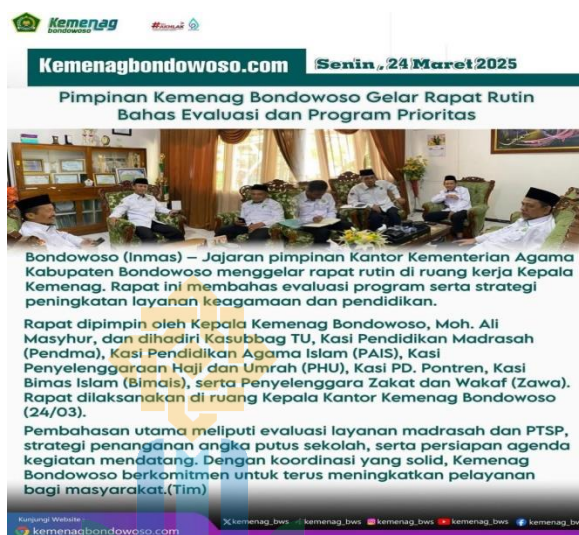 Kemenag
bondowoso
Kemenagbondowoso.com
Senin, 24 Maret 2025
Pimpinan Kemenag Bondowoso Gelar Rapat Rutin
Bahas Evaluasi dan Program Prioritas
Bondowoso (Inmas) – Jajaran pimpinan Kantor Kementerian Agama
Kabupaten Bondowoso menggelar rapat rutin di ruang kerja Kepala
Kemenag. Rapat ini membahas evaluasi program serta strategi
peningkatan layanan keagamaan dan pendidikan.
Rapat dipimpin oleh Kepala Kemenag Bondowoso, Moh. Ali
Masyhur, dan dihadiri Kasubbag TU, Kasi Pendidikan Madrasah
(Pendma), Kasi Pendidikan Agama Islam (PAIS), Kasi
Penyelenggaraan Haji dan Umrah (PHU), Kasi PD. Pontren, Kasi
Bimas Islam (Bimais), serta Penyelenggara Zakat dan Wakaf (Zawa).
Rapat dilaksanakan di ruang Kepala Kantor Kemenag Bondowoso
(24/03).
Pembahasan utama meliputi evaluasi layanan madrasah dan PTSP,
strategi penanganan angka putus sekolah, serta persiapan agenda
kegiatan mendatang. Dengan koordinasi yang solid, Kemenag
Bondowoso berkomitmen untuk terus meningkatkan pelayanan
bagi masyarakat.(Tim)
Kunjungi Website :
kemenagbondowoso.com
kemenag_bws kemenag_bws kemenag_bws kemenag_bws kemenag_bw